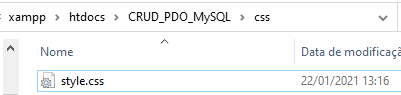 xampp > htdocs > CRUD_PDO_MySQL > css
Nome Data de modificaçã
style.css 22/01/2021 13:16